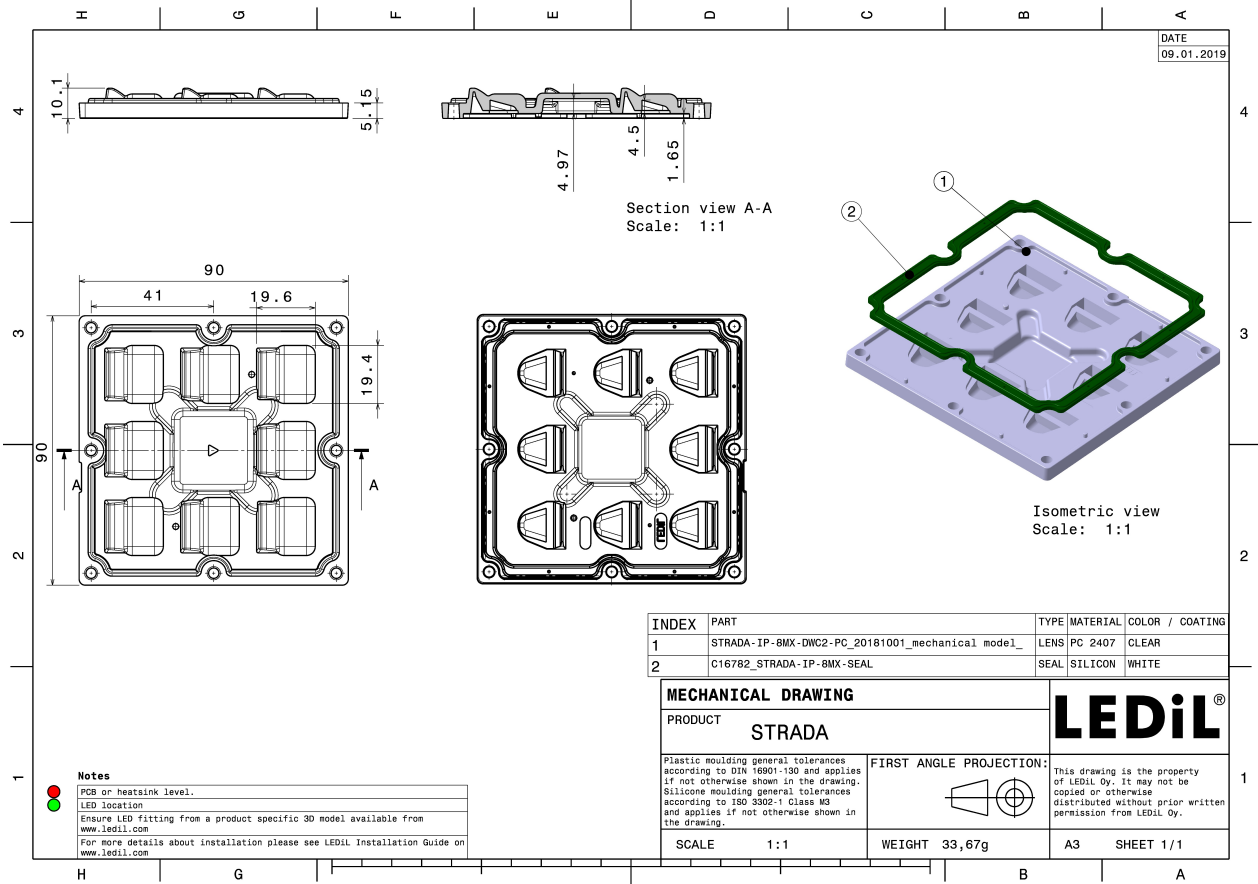 H G F E D C B A
DATE
09.01.2019
4
4
10.1
5.15
4.97
4.5
1.65
Section view A-A
Scale: 1:1
1
2
3
3
90
41
19.6
19.4
90
A
A
LEDiL
Isometric view
Scale: 1:1
2
2
INDEX PART TYPE MATERIAL COLOR / COATING
1 STRADA-IP-8MX-DWC2-PC_20181001_mechanical model_ LENS PC 2407 CLEAR
2 C16782_STRADA-IP-8MX-SEAL SEAL SILICON WHITE
MECHANICAL DRAWING
PRODUCT
STRADA
LEDiL®
Plastic moulding general tolerances
according to DIN 16901-130 and applies
if not otherwise shown in the drawing.
Silicone moulding general tolerances
according to ISO 3302-1 Class M3
and applies if not otherwise shown in
the drawing.
FIRST ANGLE PROJECTION:
This drawing is the property
of LEDiL Oy. It may not be
copied or otherwise
distributed without prior written
permission from LEDiL Oy.
SCALE 1:1 WEIGHT 33,67g A3 SHEET 1/1
1
1
Notes
PCB or heatsink level.
LED location
Ensure LED fitting from a product specific 3D model available from
www.ledil.com
For more details about installation please see LEDiL Installation Guide on
www.ledil.com
H G B A